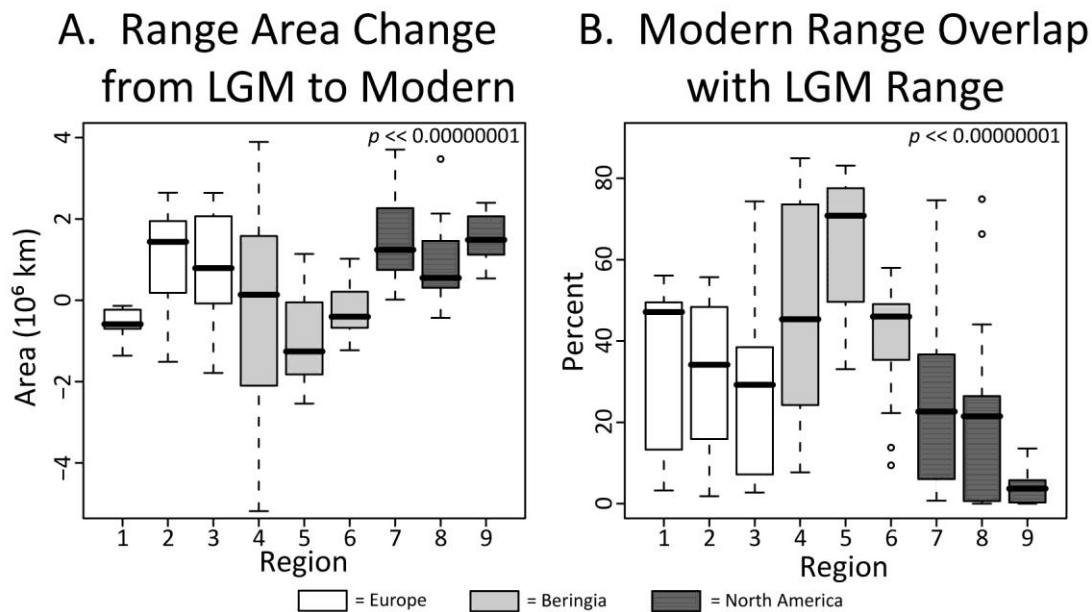 A. Range Area Change
from LGM to Modern
p << 0.00000001
Area (10⁶ km)
4
2
0
−2
−4
1 2 3 4 5 6 7 8 9
Region
B. Modern Range Overlap
with LGM Range
p << 0.00000001
Percent
80
60
40
20
0
1 2 3 4 5 6 7 8 9
Region
= Europe = Beringia = North America